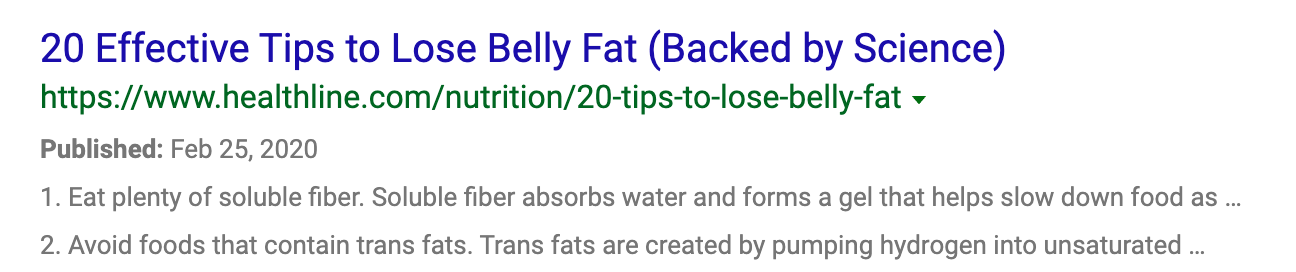 20 Effective Tips to Lose Belly Fat (Backed by Science)
https://www.healthline.com/nutrition/20-tips-to-lose-belly-fat
Published: Feb 25, 2020
1. Eat plenty of soluble fiber. Soluble fiber absorbs water and forms a gel that helps slow down food as ...
2. Avoid foods that contain trans fats. Trans fats are created by pumping hydrogen into unsaturated ...